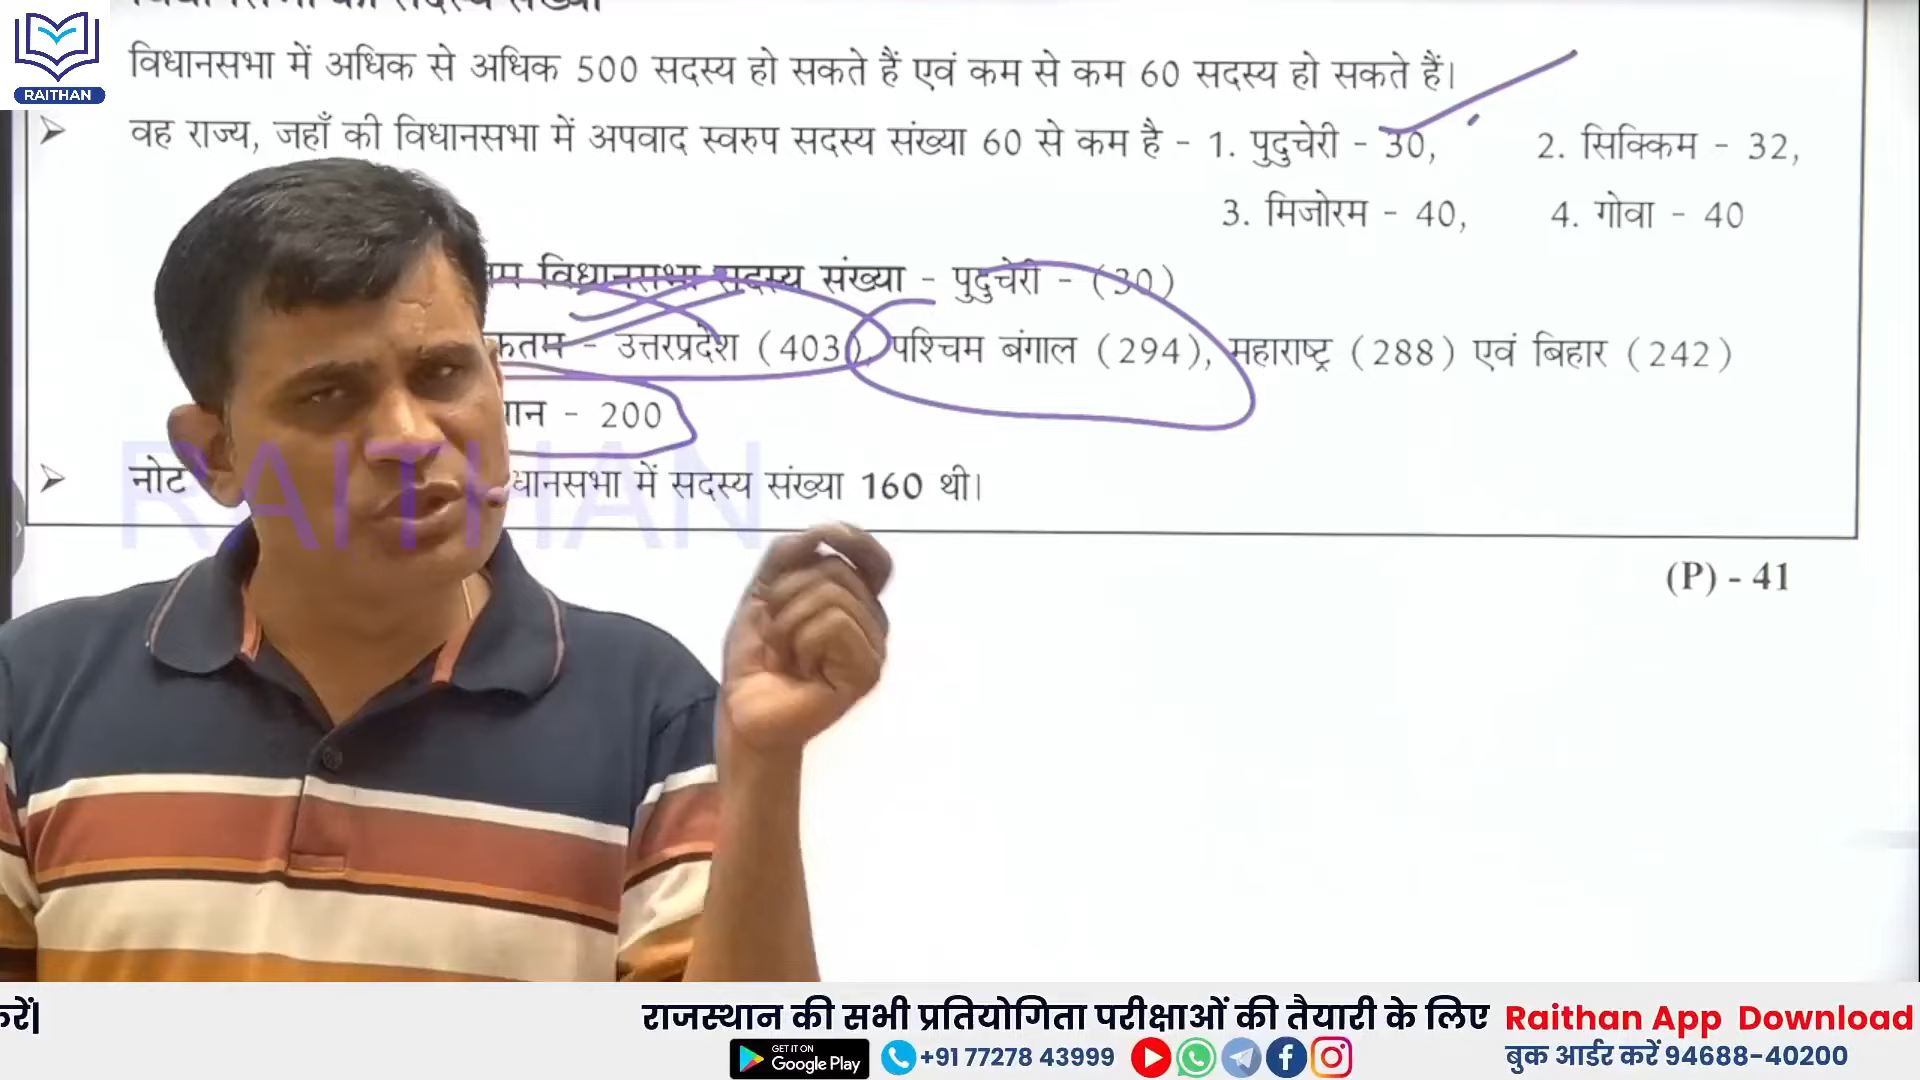 RAITHAN
विधानसभा में अधिक से अधिक 500 सदस्य हो सकते हैं एवं कम से कम 60 सदस्य हो सकते हैं।
➢ वह राज्य, जहाँ की विधानसभा में अपवाद स्वरुप सदस्य संख्या 60 से कम है - 1. पुदुचेरी - 30, 2. सिक्किम - 32,
3. मिजोरम - 40, 4. गोवा - 40
विधानसभा सदस्य संख्या - पुदुचेरी - (30)
- उत्तरप्रदेश (403), पश्चिम बंगाल (294), महाराष्ट्र (288) एवं बिहार (242)
- 200
➢ नोट में सदस्य संख्या 160 थी।
RAITHAN
(P) - 41
राजस्थान की सभी प्रतियोगिता परीक्षाओं की तैयारी के लिए Raithan App Download
GET IT ON
Google Play
+91 77278 43999
बुक आर्डर करें 94688-40200